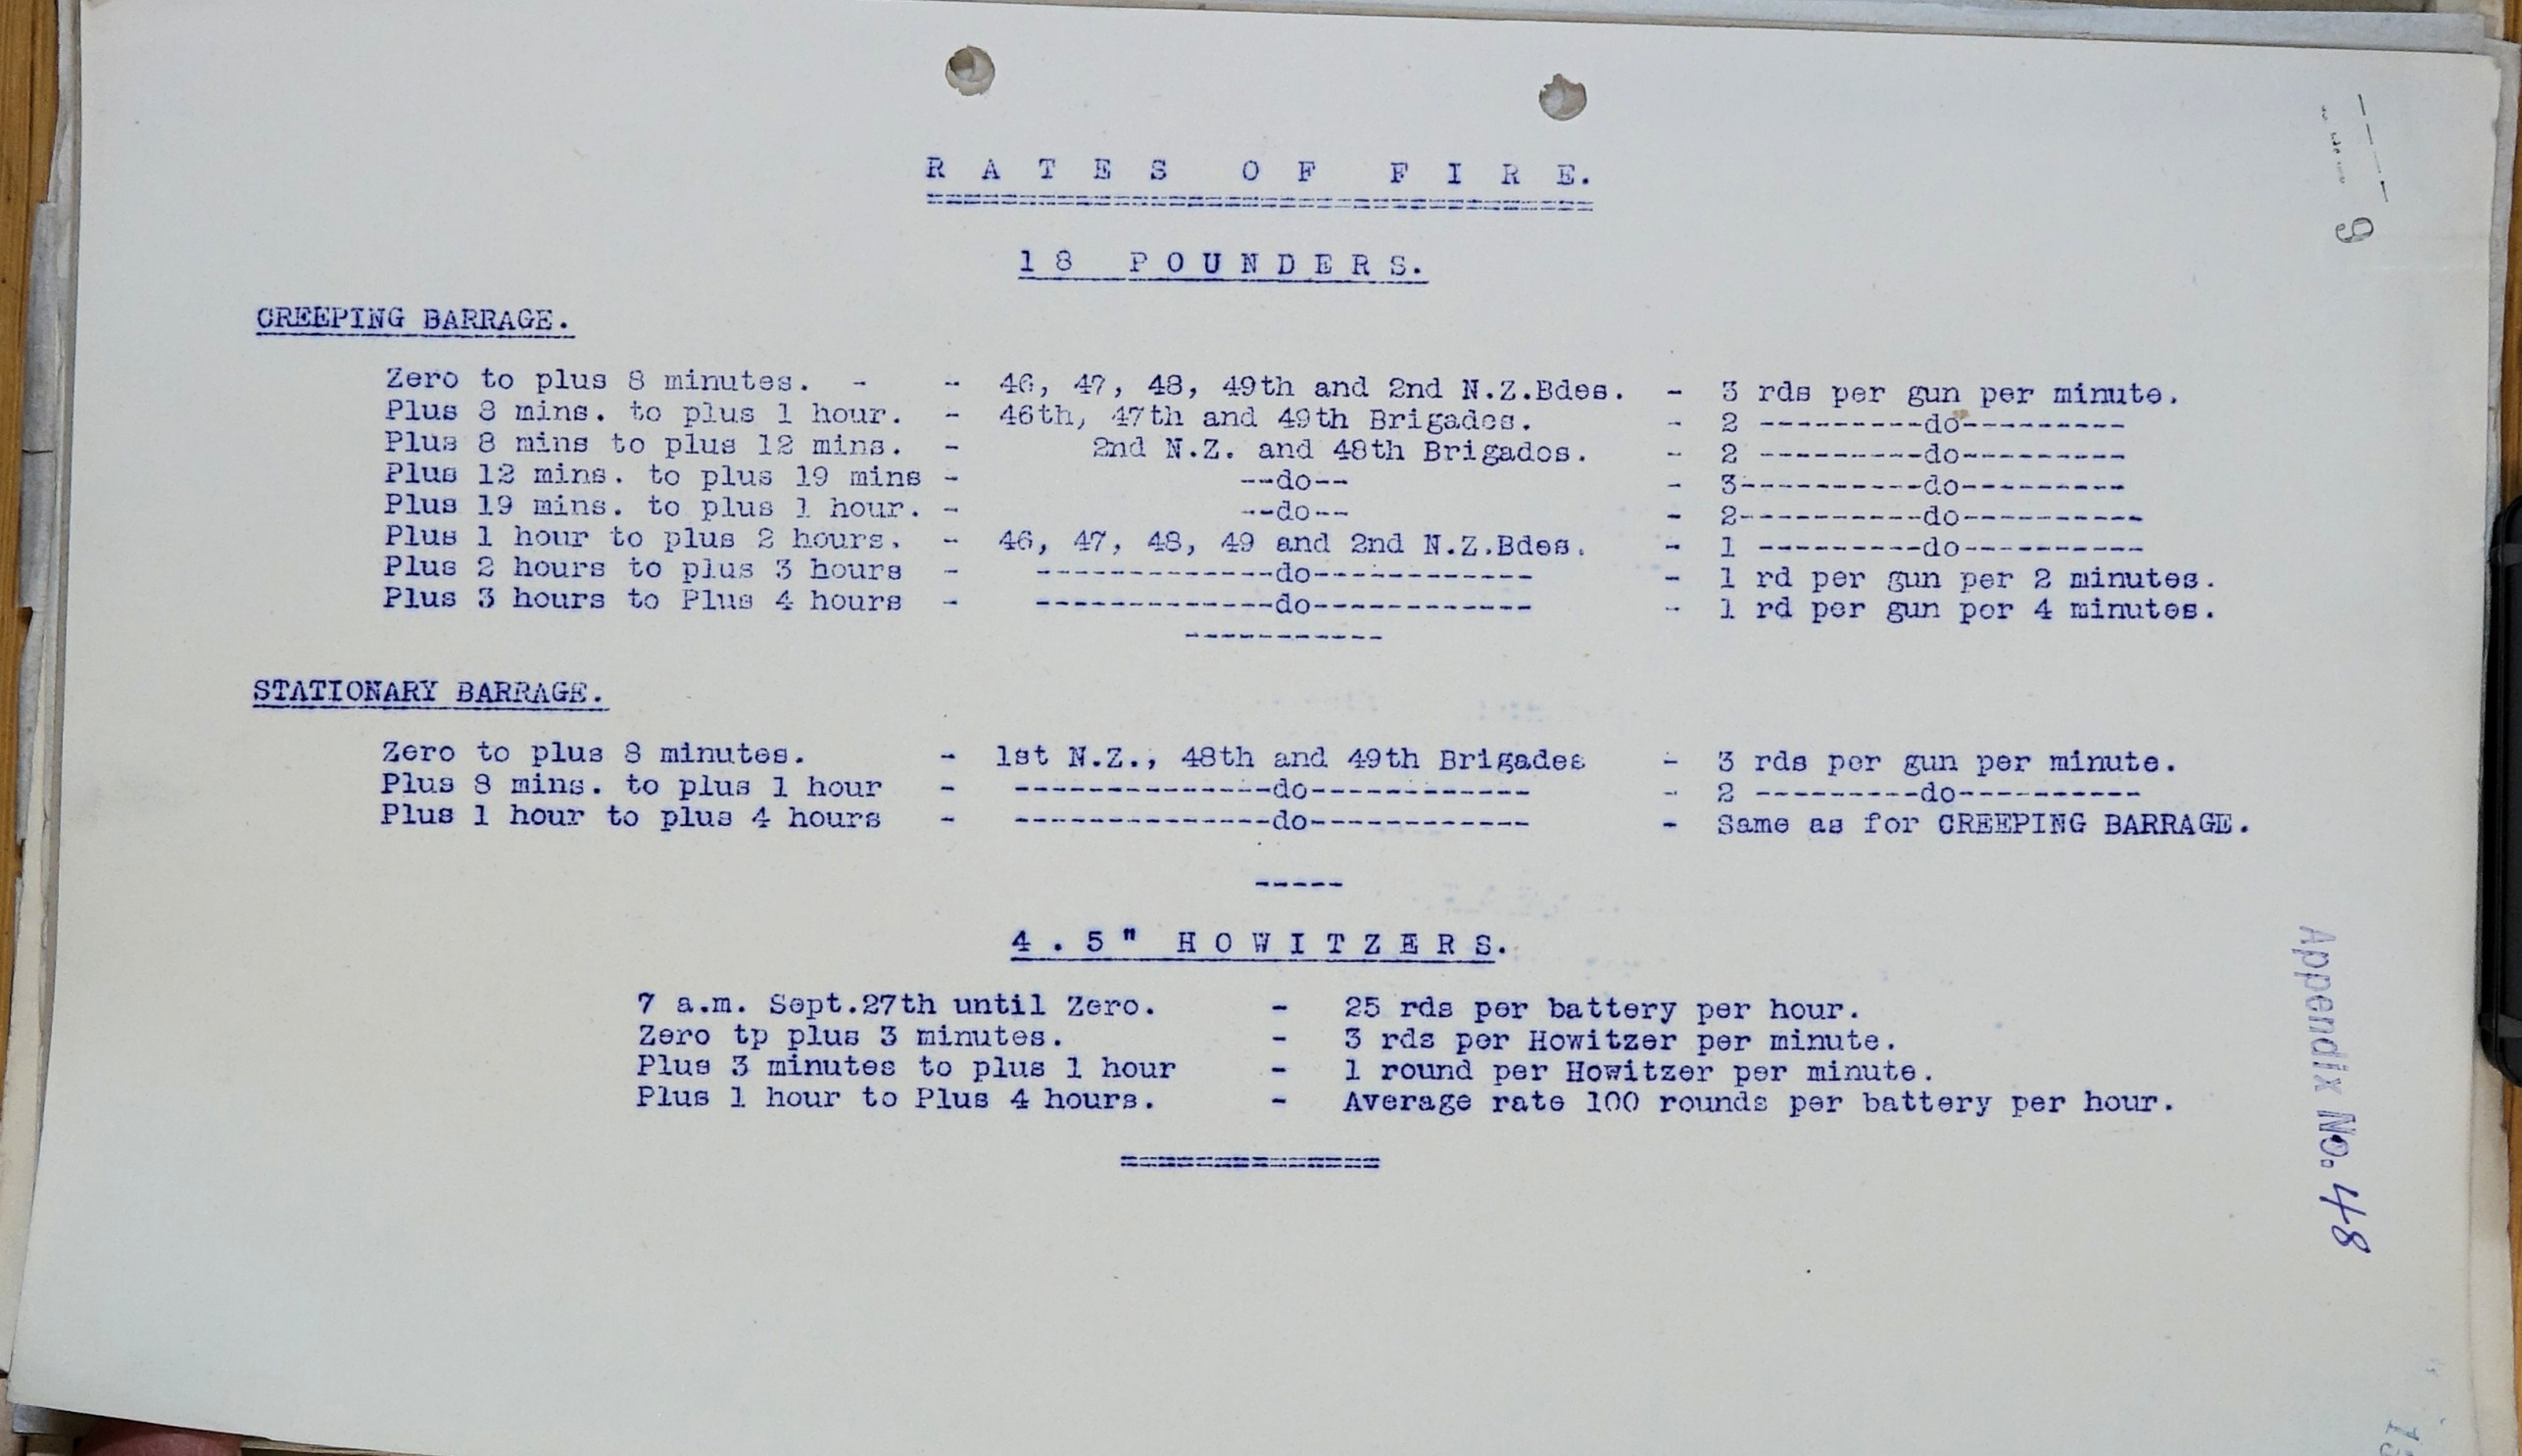 RATES OF FIRE.
18 POUNDERS.
CREEPING BARRAGE.
Zero to plus 8 minutes. - - 46, 47, 48, 49th and 2nd N.Z.Bdes. - 3 rds per gun per minute.
Plus 8 mins. to plus 1 hour. - 46th, 47th and 49th Brigades. - 2 ---------do---------
Plus 8 mins to plus 12 mins. - 2nd N.Z. and 48th Brigades. - 2 ---------do---------
Plus 12 mins. to plus 19 mins - --do-- - 3----------do---------
Plus 19 mins. to plus 1 hour. - --do-- - 2----------do----------
Plus 1 hour to plus 2 hours. - 46, 47, 48, 49 and 2nd N.Z.Bdes. - 1 ---------do----------
Plus 2 hours to plus 3 hours - -------------do------------ - 1 rd per gun per 2 minutes.
Plus 3 hours to Plus 4 hours - -------------do------------ - 1 rd per gun per 4 minutes.
-----------
STATIONARY BARRAGE.
Zero to plus 8 minutes. - 1st N.Z., 48th and 49th Brigades - 3 rds per gun per minute.
Plus 8 mins. to plus 1 hour - --------------do------------ - 2 ---------do----------
Plus 1 hour to plus 4 hours - --------------do------------ - Same as for CREEPING BARRAGE.
-----
4.5" HOWITZERS.
7 a.m. Sept.27th until Zero. - 25 rds per battery per hour.
Zero tp plus 3 minutes. - 3 rds per Howitzer per minute.
Plus 3 minutes to plus 1 hour - 1 round per Howitzer per minute.
Plus 1 hour to Plus 4 hours. - Average rate 100 rounds per battery per hour.
==============
9
Appendix No. 48